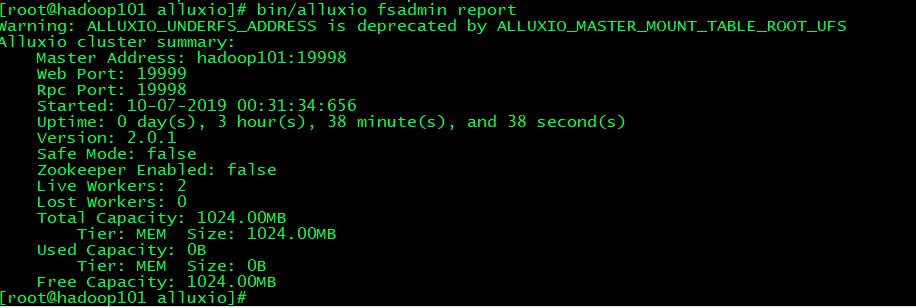 [root@hadoop101 alluxio]# bin/alluxio fsadmin report
Warning: ALLUXIO_UNDERFS_ADDRESS is deprecated by ALLUXIO_MASTER_MOUNT_TABLE_ROOT_UFS
Alluxio cluster summary:
    Master Address: hadoop101:19998
    Web Port: 19999
    Rpc Port: 19998
    Started: 10-07-2019 00:31:34:656
    Uptime: 0 day(s), 3 hour(s), 38 minute(s), and 38 second(s)
    Version: 2.0.1
    Safe Mode: false
    Zookeeper Enabled: false
    Live Workers: 2
    Lost Workers: 0
    Total Capacity: 1024.00MB
        Tier: MEM  Size: 1024.00MB
    Used Capacity: 0B
        Tier: MEM  Size: 0B
    Free Capacity: 1024.00MB
[root@hadoop101 alluxio]#